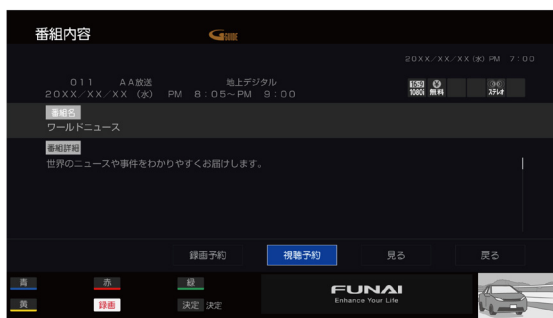 番組内容
G GUIDE
20XX/XX/XX (水) PM 7:00
011 AA放送 地上デジタル
20XX/XX/XX (水) PM 8:05～PM 9:00
16:9 1080i
¥ 無料
ステレオ
番組名
ワールドニュース
番組詳細
世界のニュースや事件をわかりやすくお届けします。
録画予約 視聴予約 見る 戻る
青 赤 緑
黄 録画 決定 決定
FUNAI
Enhance Your Life